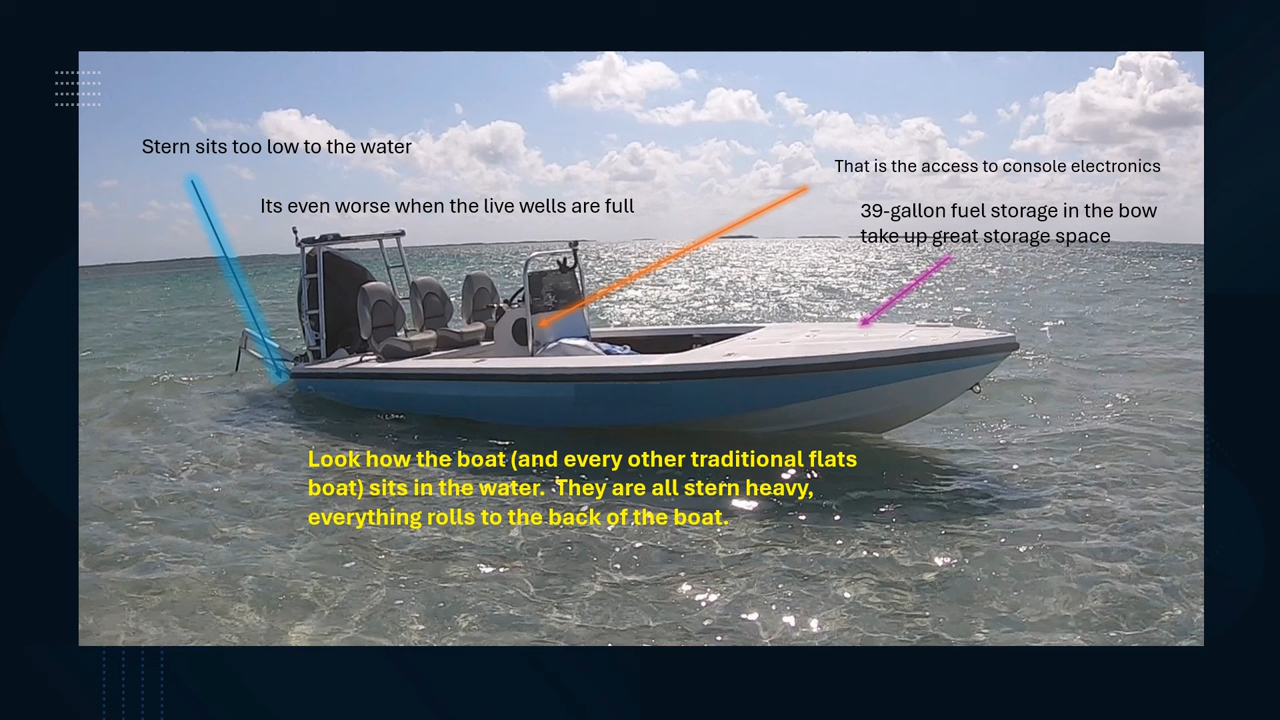 Stern sits too low to the water
That is the access to console electronics
Its even worse when the live wells are full
39-gallon fuel storage in the bow
take up great storage space
Look how the boat (and every other traditional flats
boat) sits in the water.  They are all stern heavy,
everything rolls to the back of the boat.